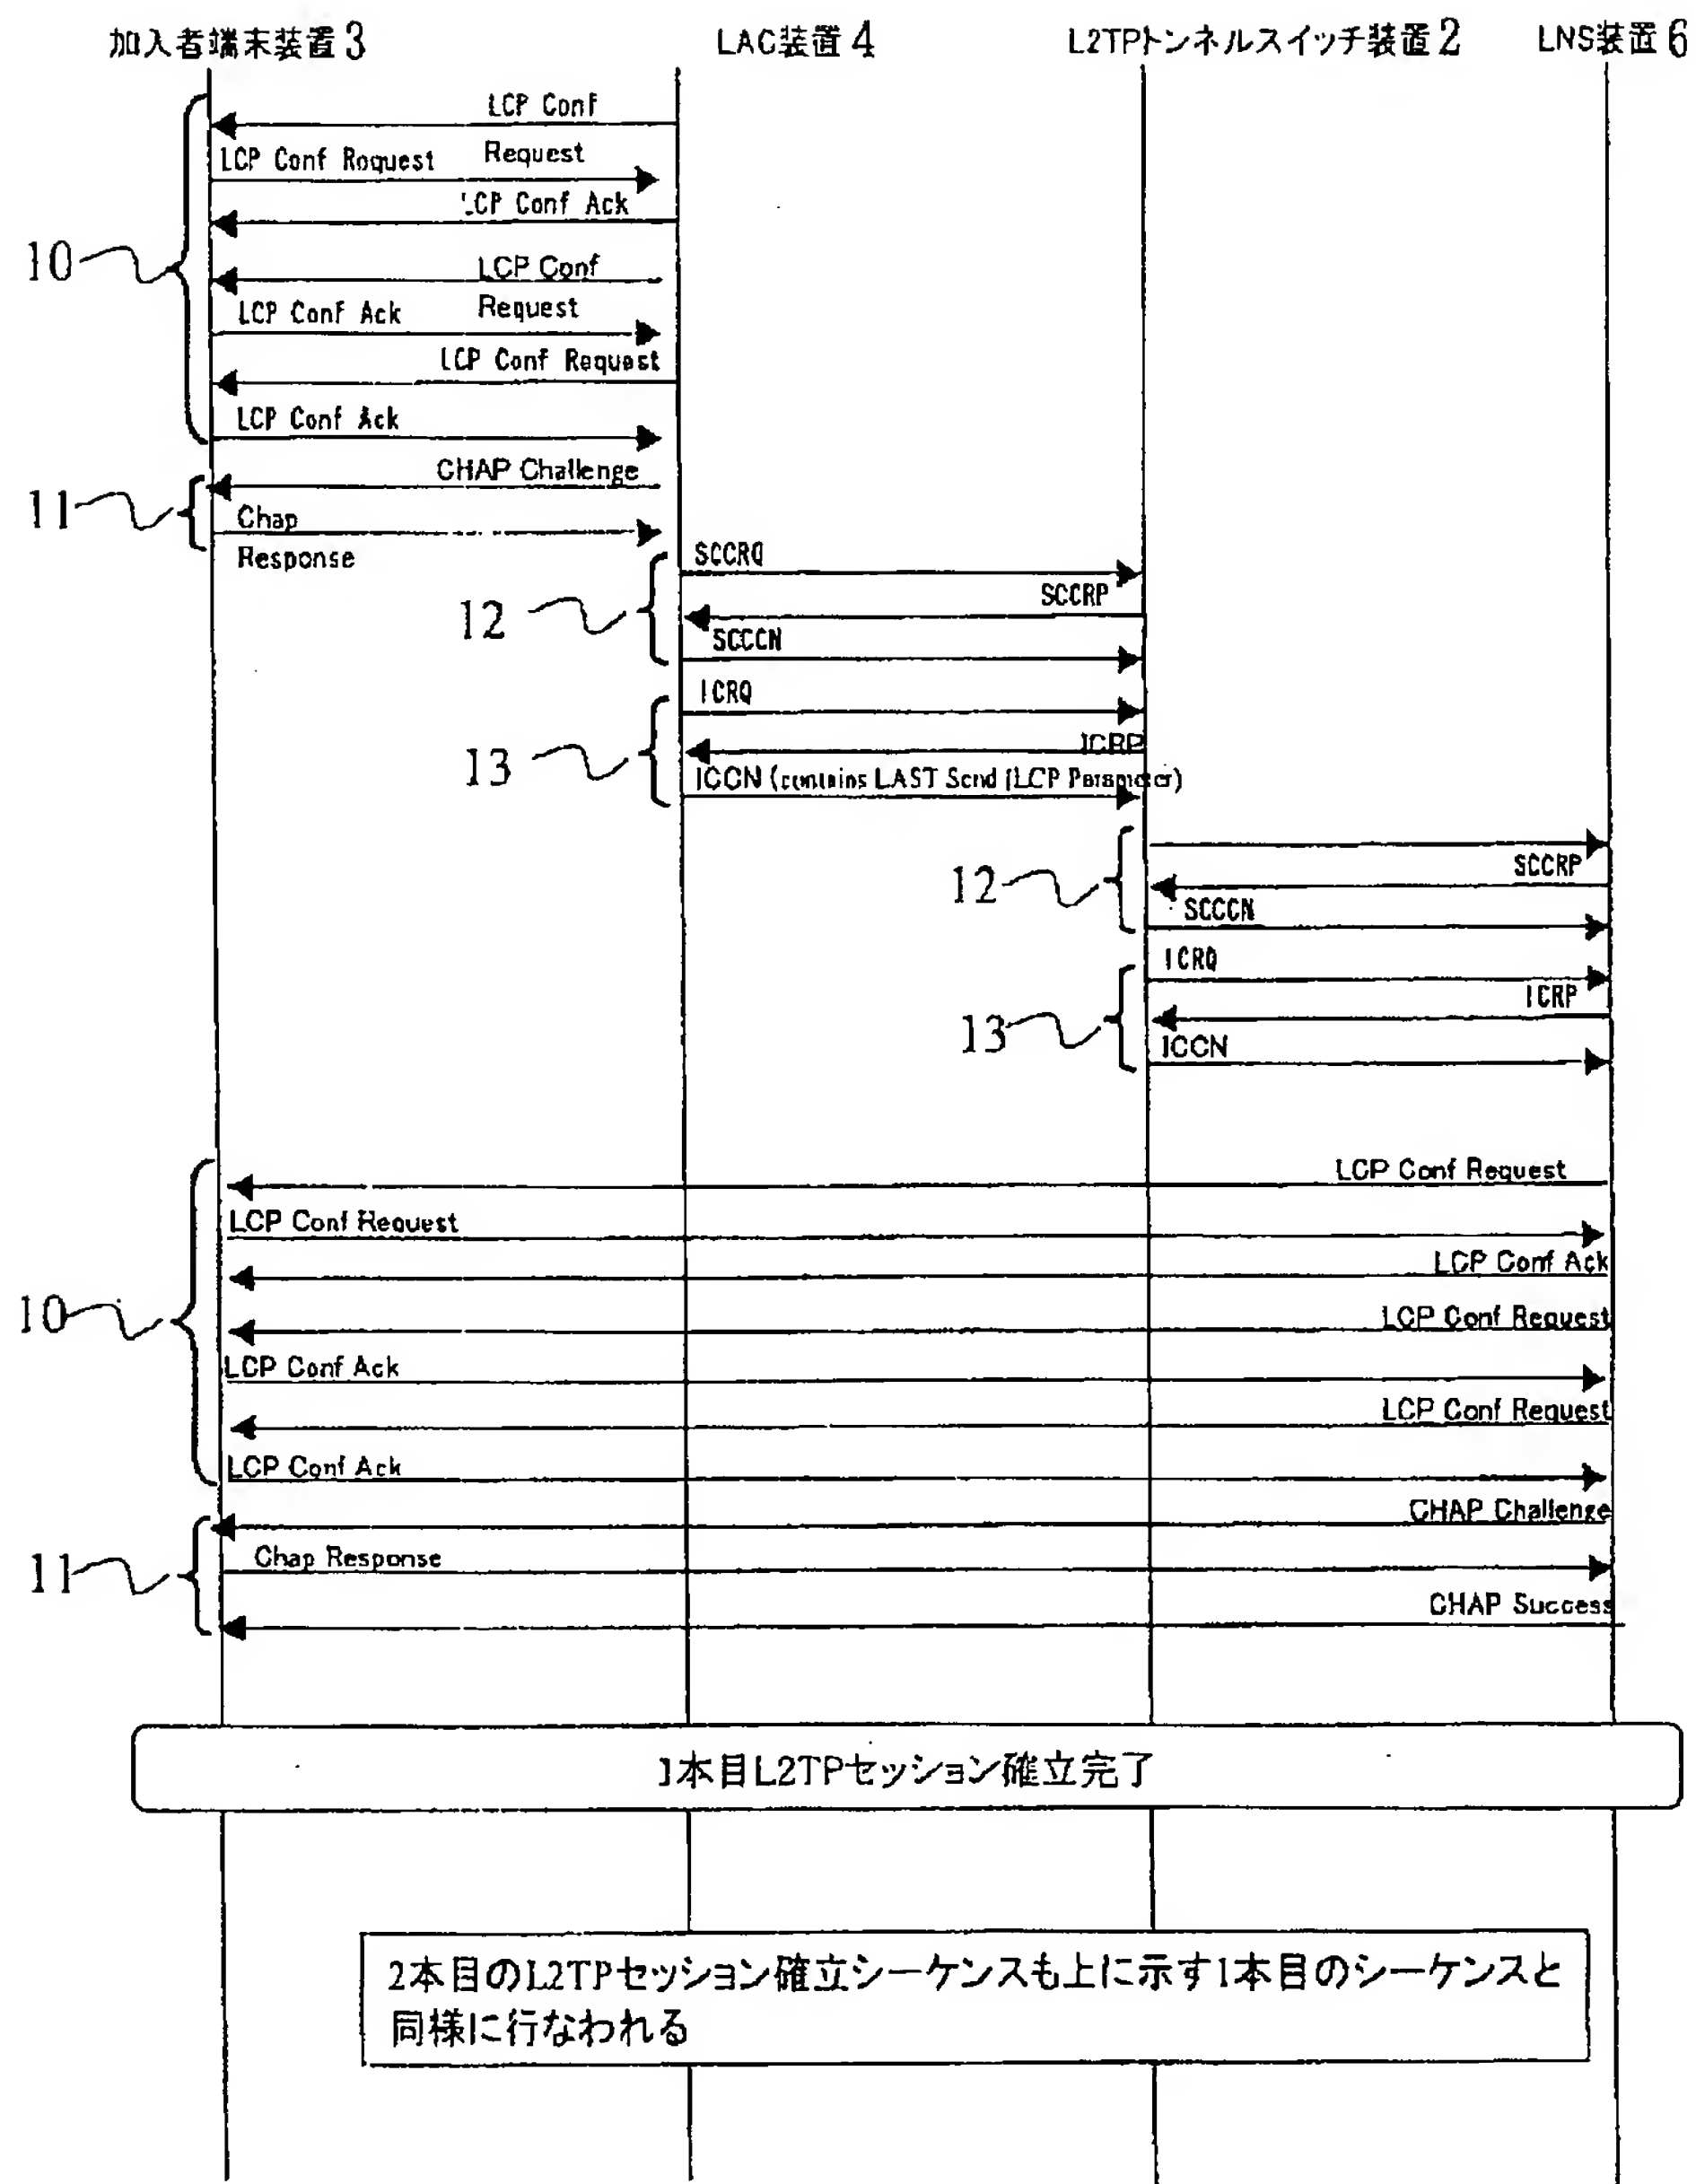 加入者端末装置3
LAC装置4
L2TPトンネルスイッチ装置2
LNS装置6
LCP Conf
Request
LCP Conf Request
LCP Conf Ack
10
LCP Conf
Request
LCP Conf Ack
LCP Conf Request
LCP Conf Ack
CHAP Challenge
11
Chap
Response
SCCRQ
SCCRP
12
SCCCN
ICRQ
ICRP
13
ICCN (contains LAST Send LCP Parameter)
SCCRP
12
SCCCN
ICRQ
ICRP
13
ICCN
LCP Conf Request
LCP Conf Request
LCP Conf Ack
10
LCP Conf Request
LCP Conf Ack
LCP Conf Request
LCP Conf Ack
CHAP Challenge
11
Chap Response
CHAP Success
1本目L2TPセッション確立完了
2本目のL2TPセッション確立シーケンスも上に示す1本目のシーケンスと
同様に行なわれる